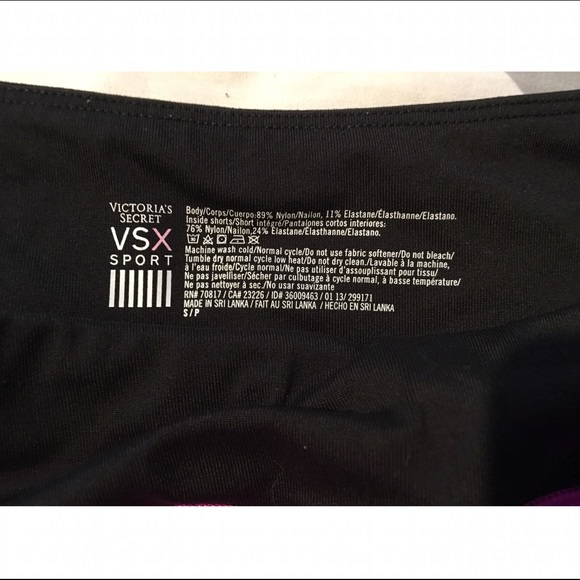 VICTORIA'S
SECRET
VSX
SPORT
Body/Corps/Cuerpo:89% Nylon/Nailon, 11% Elastane/Élasthanne/Elastano.
Inside shorts/Short intégré/Pantalones cortos interiores:
76% Nylon/Nailon,24% Elastane/Élasthanne/Elastano.
Machine wash cold/Normal cycle/Do not use fabric softener/Do not bleach/
Tumble dry normal cycle low heat/Do not dry clean./Lavable à la machine,
à l'eau froide/Cycle normal/Ne pas utiliser d'assouplissant pour tissu/
Ne pas javelliser/Sécher par culbutage à cycle normal, à basse température/
Ne pas nettoyer à sec./No usar suavizante
RN# 70817 / CA# 23226 / ID# 36009463 / 01 13/ 299171
MADE IN SRI LANKA / FAIT AU SRI LANKA / HECHO EN SRI LANKA
S/P